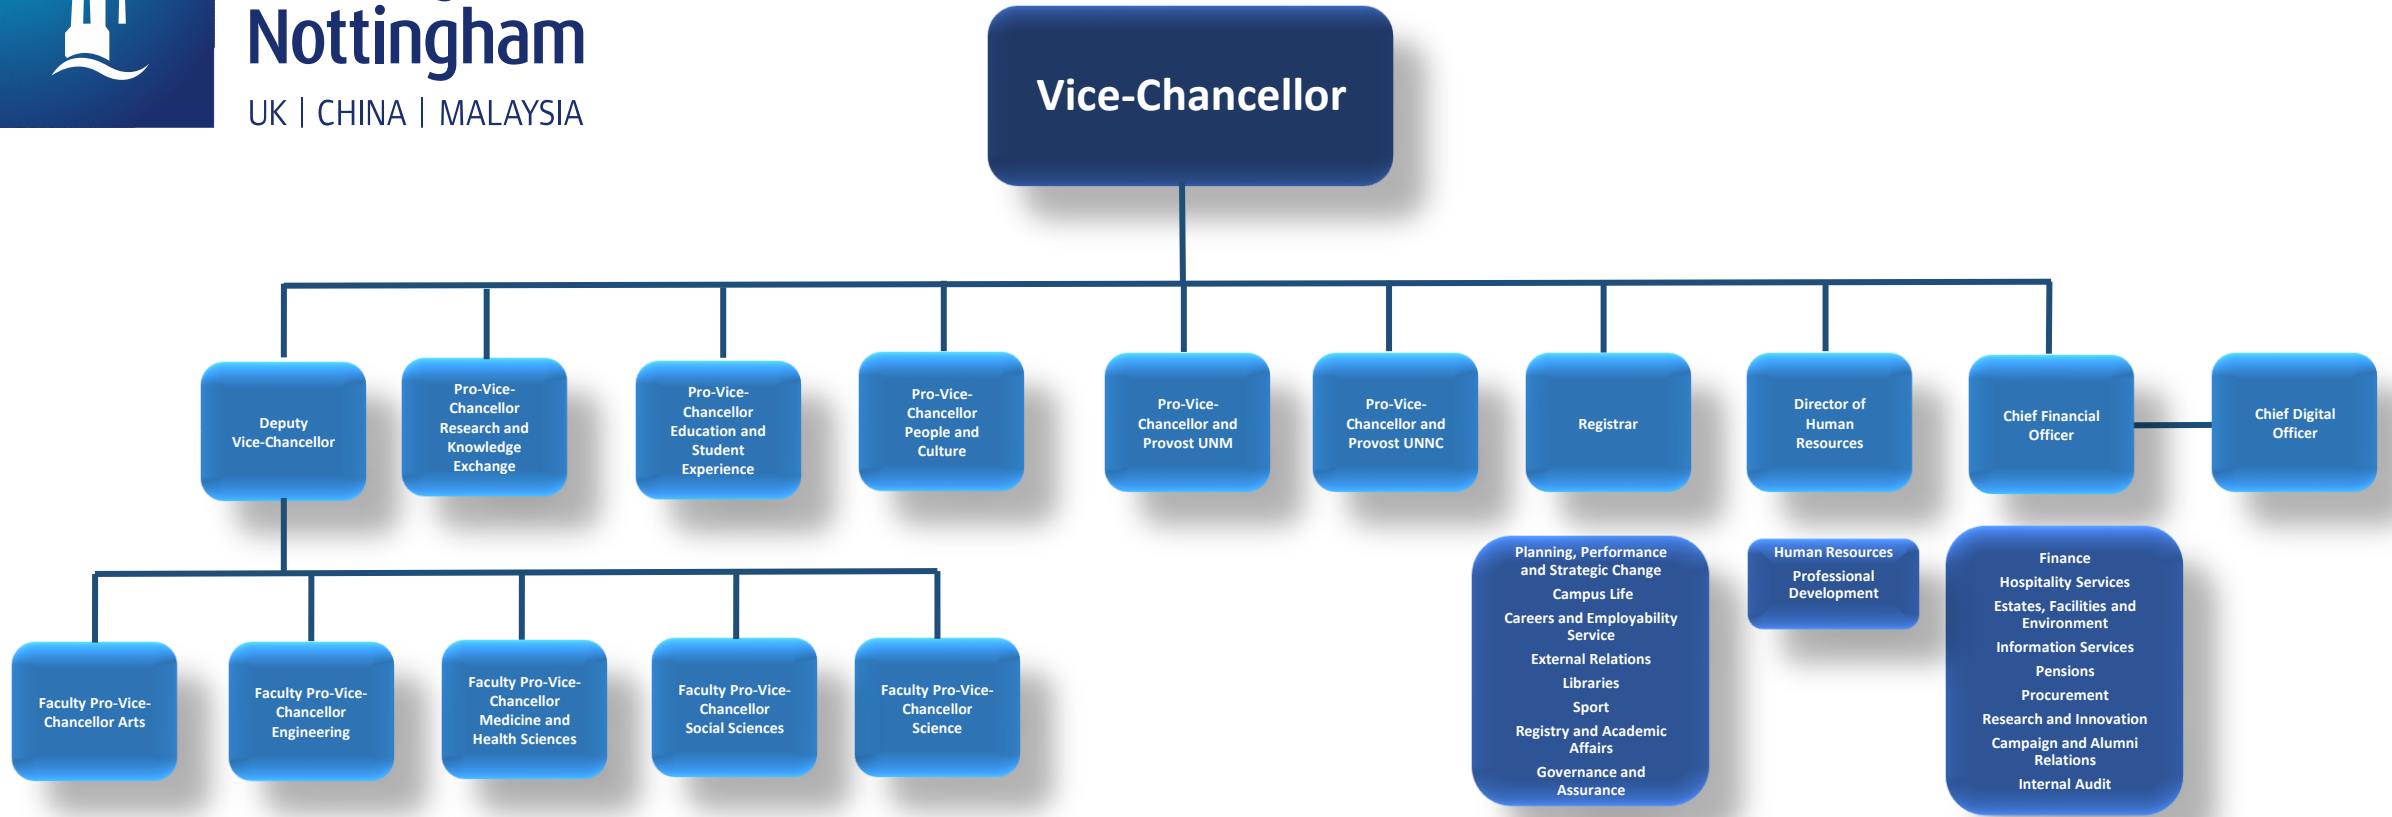 Nottingham
UK | CHINA | MALAYSIA
Vice-Chancellor
Deputy
Vice-Chancellor
Pro-Vice-
Chancellor
Research and
Knowledge
Exchange
Pro-Vice-
Chancellor
Education and
Student
Experience
Pro-Vice-
Chancellor
People and
Culture
Pro-Vice-
Chancellor and
Provost UNM
Pro-Vice-
Chancellor and
Provost UNNC
Registrar
Director of
Human
Resources
Chief Financial
Officer
Chief Digital
Officer
Faculty Pro-Vice-
Chancellor Arts
Faculty Pro-Vice-
Chancellor
Engineering
Faculty Pro-Vice-
Chancellor
Medicine and
Health Sciences
Faculty Pro-Vice-
Chancellor
Social Sciences
Faculty Pro-Vice-
Chancellor
Science
Planning, Performance
and Strategic Change
Campus Life
Careers and Employability
Service
External Relations
Libraries
Sport
Registry and Academic
Affairs
Governance and
Assurance
Human Resources
Professional
Development
Finance
Hospitality Services
Estates, Facilities and
Environment
Information Services
Pensions
Procurement
Research and Innovation
Campaign and Alumni
Relations
Internal Audit